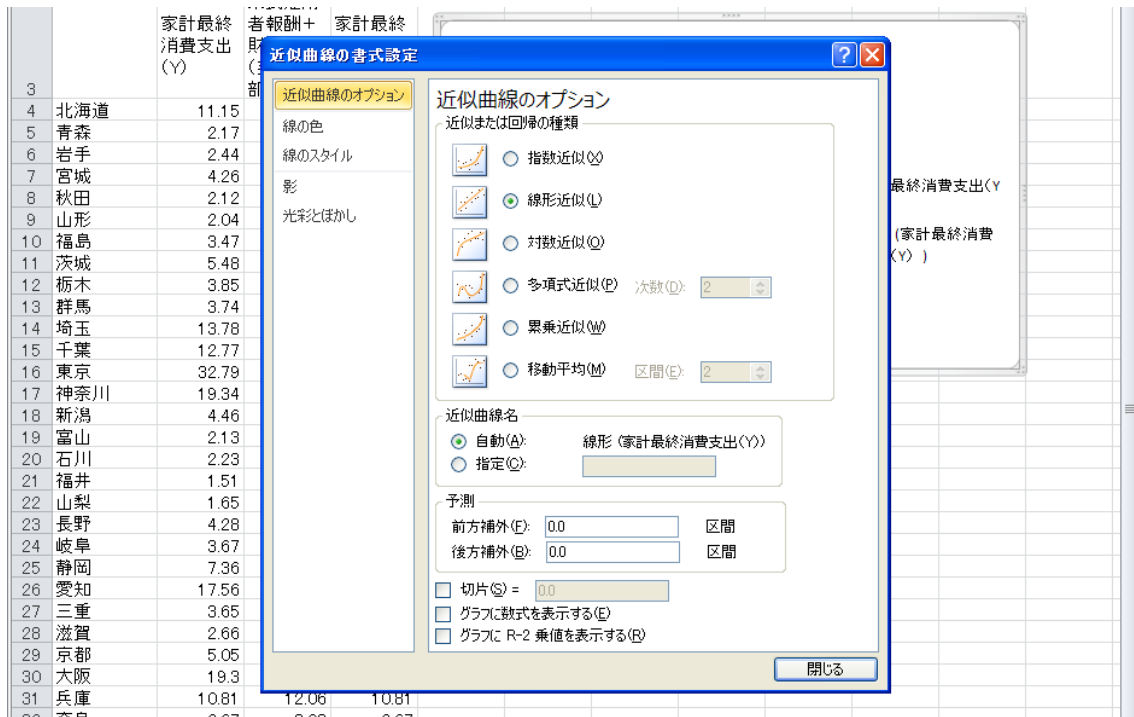 家計最終 者報酬＋ 家計最終
消費支出
(Y)
3
4 北海道 11.15
5 青森 2.17
6 岩手 2.44
7 宮城 4.26
8 秋田 2.12
9 山形 2.04
10 福島 3.47
11 茨城 5.48
12 栃木 3.85
13 群馬 3.74
14 埼玉 13.78
15 千葉 12.77
16 東京 32.79
17 神奈川 19.34
18 新潟 4.46
19 富山 2.13
20 石川 2.23
21 福井 1.51
22 山梨 1.65
23 長野 4.28
24 岐阜 3.67
25 静岡 7.36
26 愛知 17.56
27 三重 3.65
28 滋賀 2.66
29 京都 5.05
30 大阪 19.3
31 兵庫 10.81 12.06 10.81
近似曲線の書式設定
近似曲線のオプション
線の色
線のスタイル
影
光彩とぼかし
近似曲線のオプション
近似または回帰の種類
指数近似(X)
線形近似(L)
対数近似(O)
多項式近似(P) 次数(D): 2
累乗近似(W)
移動平均(M) 区間(E): 2
近似曲線名
自動(A): 線形 (家計最終消費支出(Y))
指定(C):
予測
前方補外(F): 0.0 区間
後方補外(B): 0.0 区間
切片(S) = 0.0
グラフに数式を表示する(E)
グラフに R-2 乗値を表示する(R)
閉じる
最終消費支出(Y
(家計最終消費
(Y) )